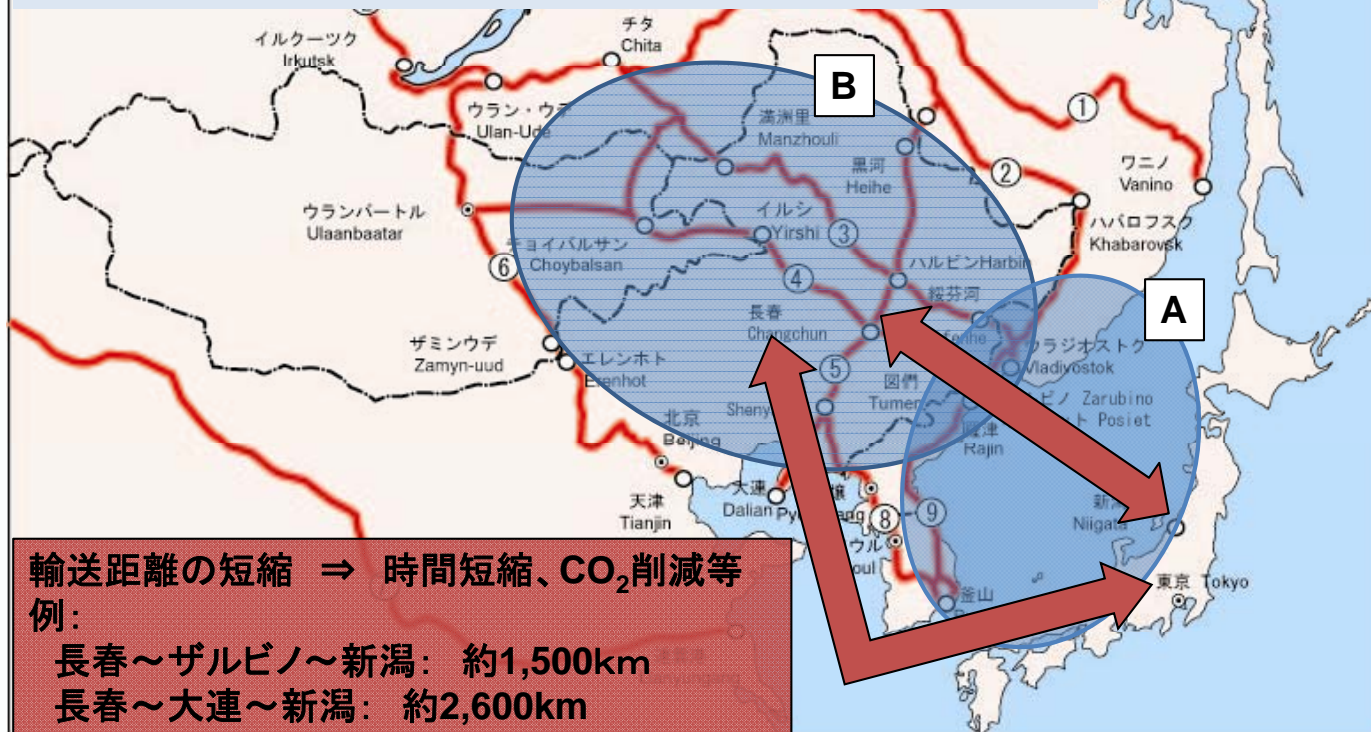 チタ
Chita
イルクーツク
Irkutsk
ウラン・ウデ
Ulan-Ude
B
満洲里
Manzhouli
①
黒河
Heihe
②
ワニノ
Vanino
ウランバートル
Ulaanbaatar
イルシ
Yirshi
③
ハバロフスク
Khabarovsk
チョイバルサン
Choybalsan
⑥
④
ハルビン Harbin
綏芬河
A
長春
Changchun
ザミンウデ
Zamyn-uud
エレンホト
Erenhot
ウラジオストク
Vladivostok
⑤
図們
Tumen
Sheny
ビノ Zarubino
ット Posiet
北京
Beijing
羅津
Rajin
大連
Dalian
天津
Tianjin
⑧
⑨
ウル
oul
新潟
Niigata
釜山
東京 Tokyo
輸送距離の短縮 ⇒ 時間短縮、CO₂削減等
例:
長春～ザルビノ～新潟: 約1,500km
長春～大連～新潟: 約2,600km